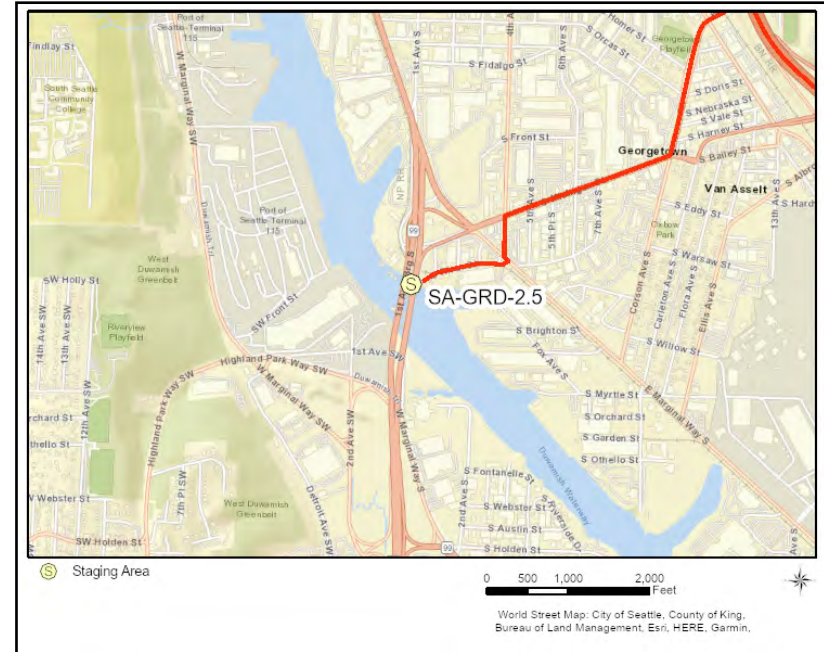 Findlay St
South Seattle
Community
College
W Marginal Way SW
Port of
Seattle-Terminal
115
1st Ave S
4th A
6th Ave S
S Fidalgo St
Homer St
S Orcas St
Georgetown
Playfield
BN RR
S Doris St
S Nebraska St
S Vale St
S Harney St
S Bailey St
S Front St
Georgetown
Van Asselt
S Albro
13th Ave S
S Hard
NP RR
99
5th Ave S
5th Pl S
7th Ave S
S Eddy St
Oxbow
Park
S Warsaw St
Port of
Seattle-Terminal
115
Duwamish Trl
West
Duwamish
Greenbelt
SW Holly St
14th Ave SW
13th Ave SW
Riverview
Playfield
SW Front St
S
SA-GRD-2.5
Corson Ave S
Carleton Ave S
Flora Ave S
Ellis Ave S
S Brighton S
Fox Ave S
S Willow St
1st Ave SW
Highland Park Way SW
W Marginal Way SW
W Marginal Way S
E Marginal Way S
S Myrtle St
S Orchard St
S Garden St
S Othello St
rchard St
thello St
12th Ave SW
Highland Park Way SW
2nd Ave SW
Duwamish
Waterway
W Webster St
7th Pl SW
West Duwamish
Greenbelt
Detroit Ave SW
S Fontanelle St
2nd Ave S
S Webster St
S Riverside Dr
S Austin St
S Holden St
SW Holden St
99
S Staging Area
0 500 1,000 2,000
Feet
World Street Map: City of Seattle, County of King,
Bureau of Land Management, Esri, HERE, Garmin,